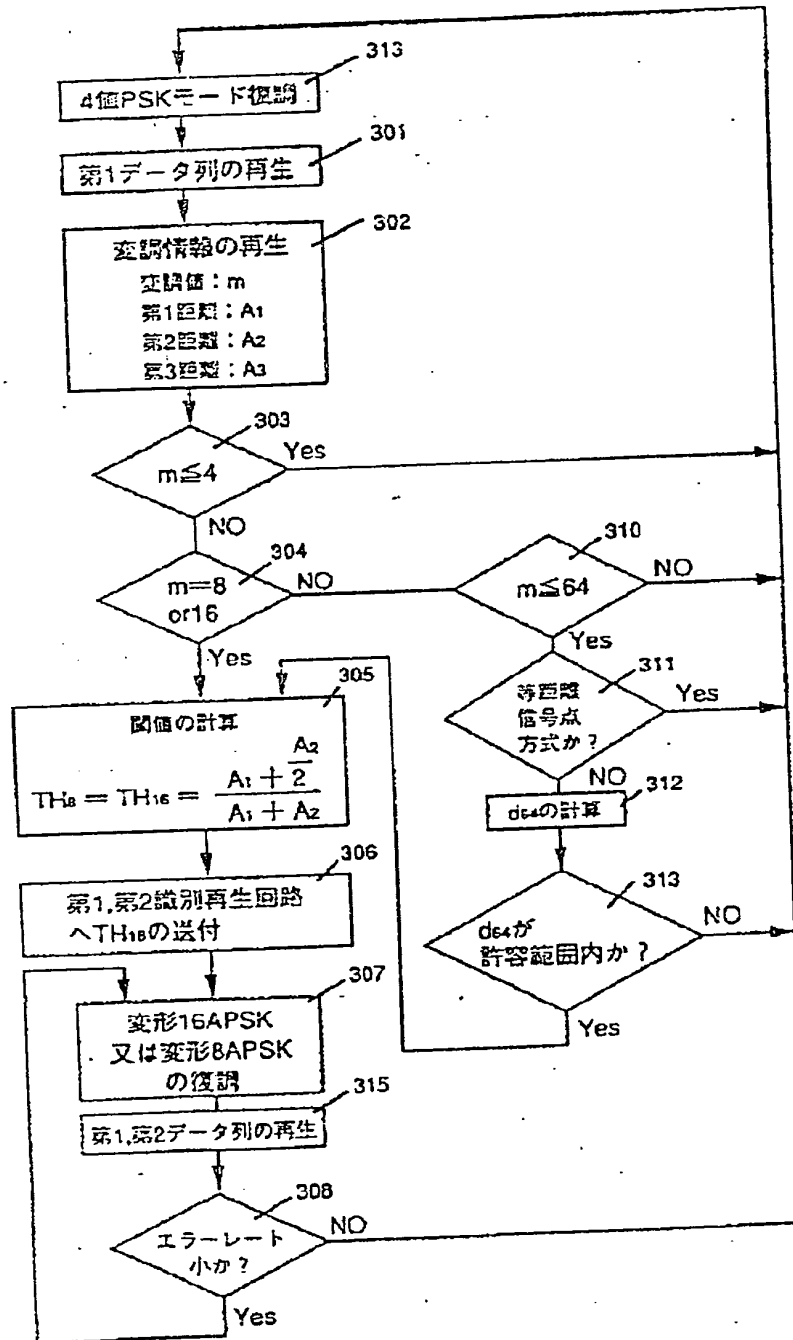 313
4値PSKモード復調
301
第1データ列の再生
302
変調情報の再生
変調値：m
第1距離：A₁
第2距離：A₂
第3距離：A₃
303
m≦4
Yes
NO
304
m=8
or16
NO
Yes
310
m≦64
NO
Yes
311
等距離
信号点
方式か？
Yes
NO
312
d₆₄の計算
313
d₆₄が
許容範囲内か？
NO
Yes
305
閾値の計算
TH₈ = TH₁₆ = (A₁ + A₂/2) / (A₁ + A₂)
306
第1,第2識別再生回路
へTH₁₆の送付
307
変形16APSK
又は変形8APSK
の復調
315
第1,第2データ列の再生
308
エラーレート
小か？
NO
Yes